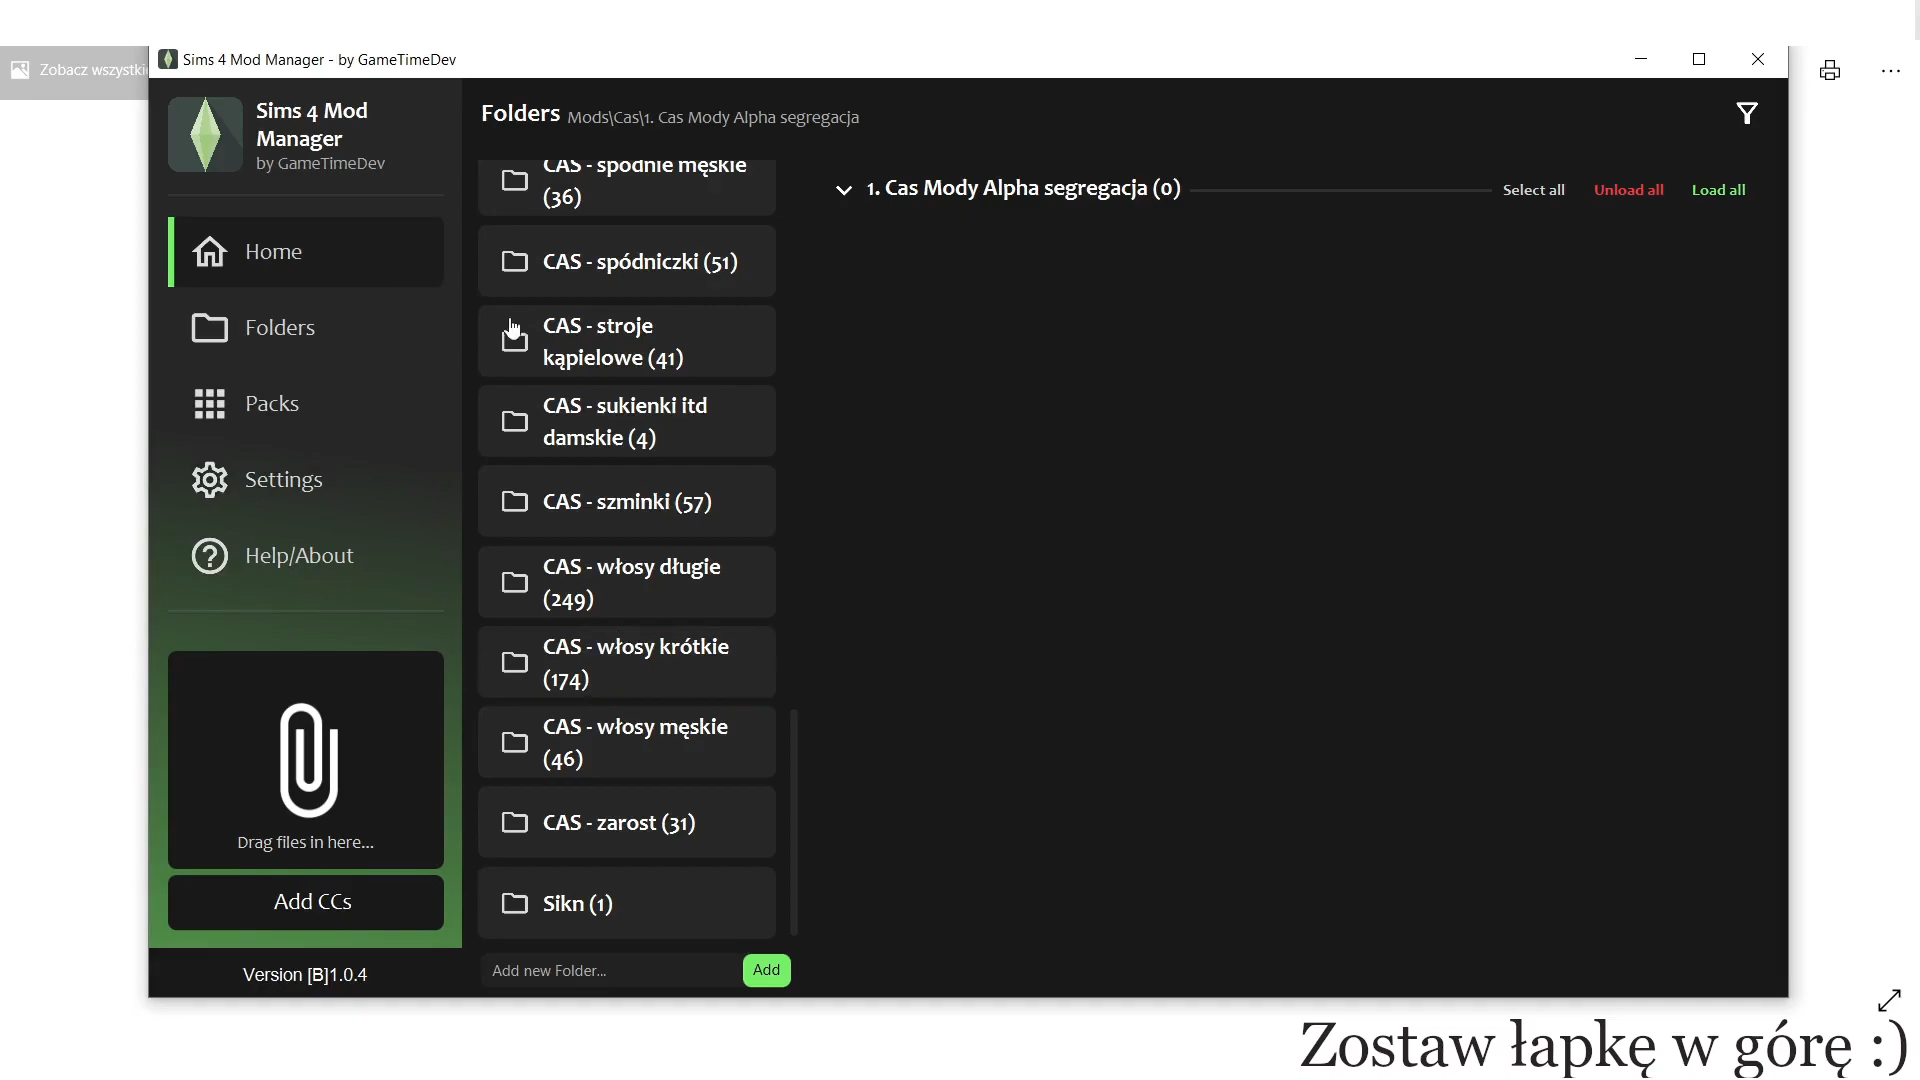 Zobacz wszystki
Sims 4 Mod Manager - by GameTimeDev
Sims 4 Mod
Manager
by GameTimeDev
Home
Folders
Packs
Settings
Help/About
Drag files in here...
Add CCs
Version [B]1.0.4
Folders Mods\Cas\1. Cas Mody Alpha segregacja
CAS - spodnie męskie
(36)
CAS - spódniczki (51)
CAS - stroje
kąpielowe (41)
CAS - sukienki itd
damskie (4)
CAS - szminki (57)
CAS - włosy długie
(249)
CAS - włosy krótkie
(174)
CAS - włosy męskie
(46)
CAS - zarost (31)
Sikn (1)
Add new Folder...
Add
1. Cas Mody Alpha segregacja (0)
Select all
Unload all
Load all
Zostaw łapkę w górę :)